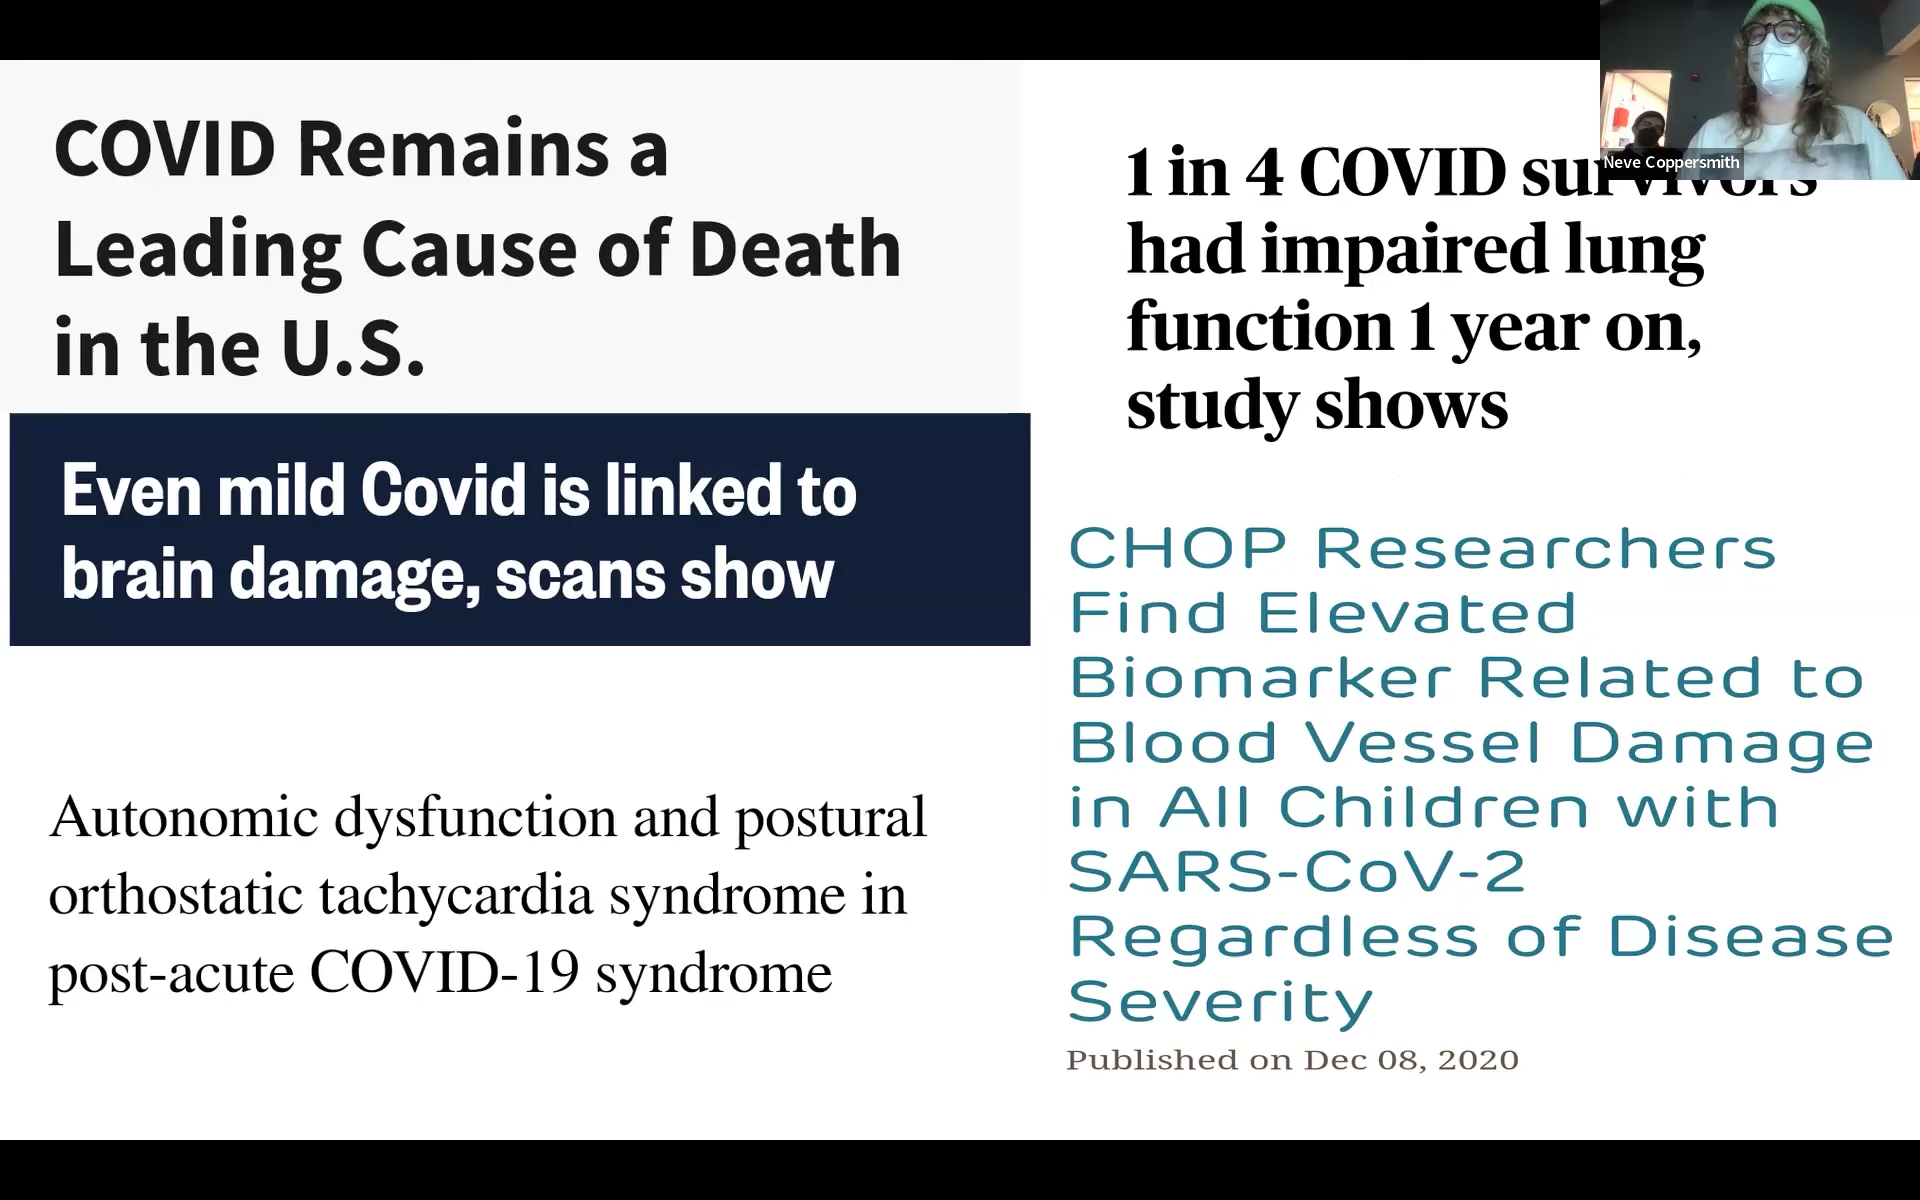 COVID Remains a
Leading Cause of Death
in the U.S.
Even mild Covid is linked to
brain damage, scans show
Autonomic dysfunction and postural
orthostatic tachycardia syndrome in
post-acute COVID-19 syndrome
Neve Coppersmith
1 in 4 COVID survivors
had impaired lung
function 1 year on,
study shows
CHOP Researchers
Find Elevated
Biomarker Related to
Blood Vessel Damage
in All Children with
SARS-CoV-2
Regardless of Disease
Severity
Published on Dec 08, 2020